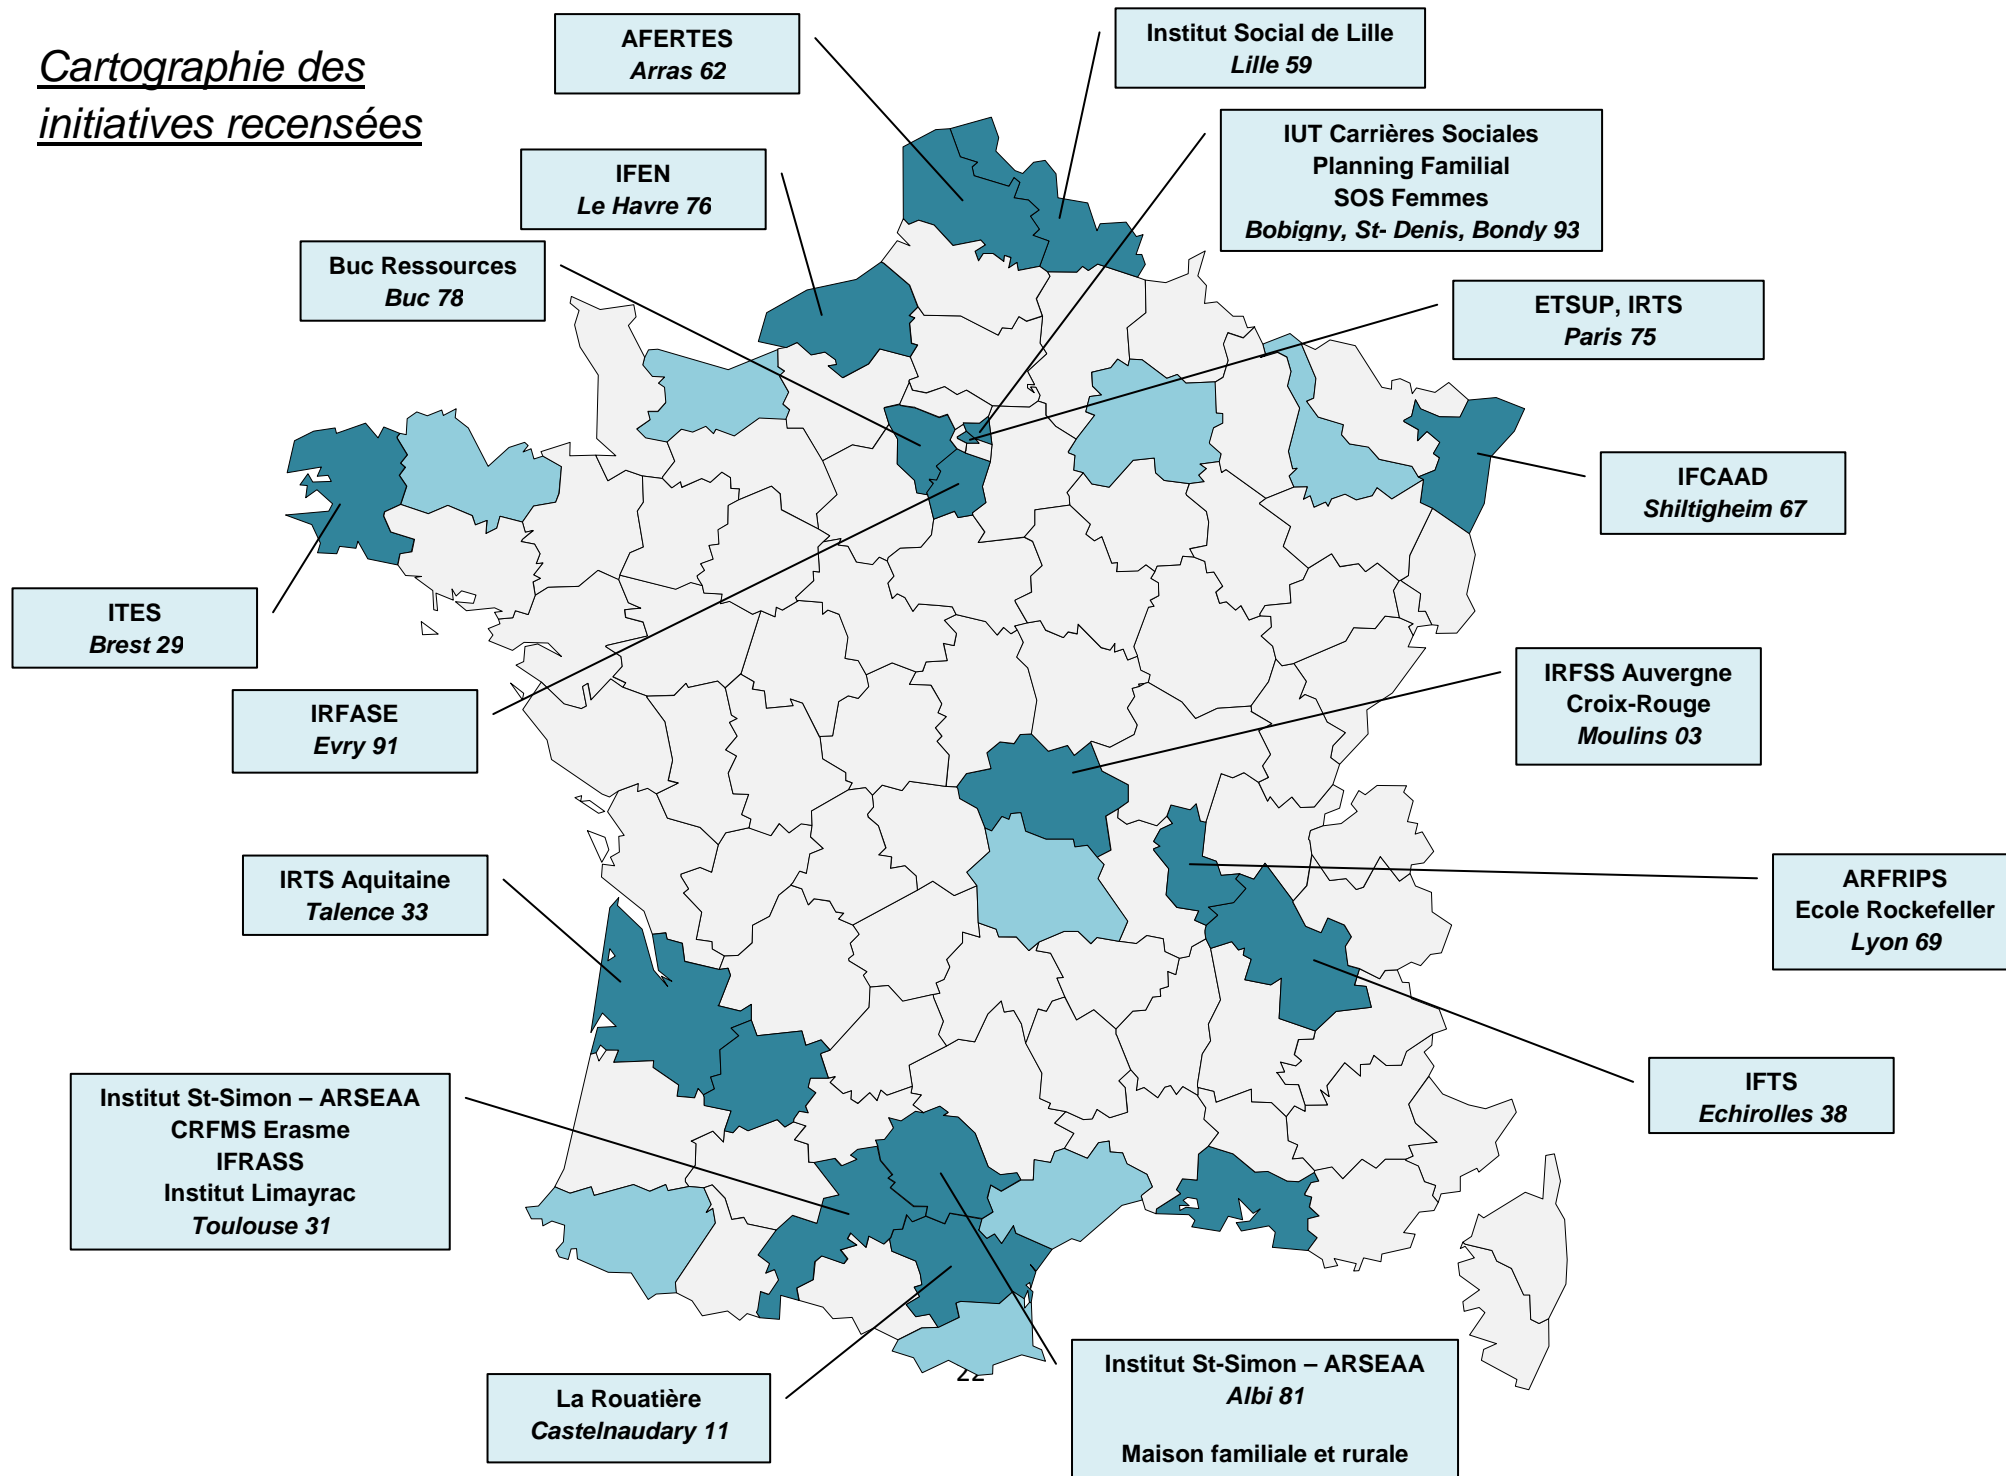 Cartographie des
initiatives recensées
AFERTES
Arras 62
Institut Social de Lille
Lille 59
IUT Carrières Sociales
Planning Familial
SOS Femmes
Bobigny, St- Denis, Bondy 93
IFEN
Le Havre 76
Buc Ressources
Buc 78
ETSUP, IRTS
Paris 75
IFCAAD
Shiltigheim 67
ITES
Brest 29
IRFASE
Evry 91
IRFSS Auvergne
Croix-Rouge
Moulins 03
IRTS Aquitaine
Talence 33
ARFRIPS
Ecole Rockefeller
Lyon 69
IFTS
Echirolles 38
Institut St-Simon – ARSEAA
CRFMS Erasme
IFRASS
Institut Limayrac
Toulouse 31
La Rouatière
Castelnaudary 11
Institut St-Simon – ARSEAA
Albi 81
Maison familiale et rurale
22